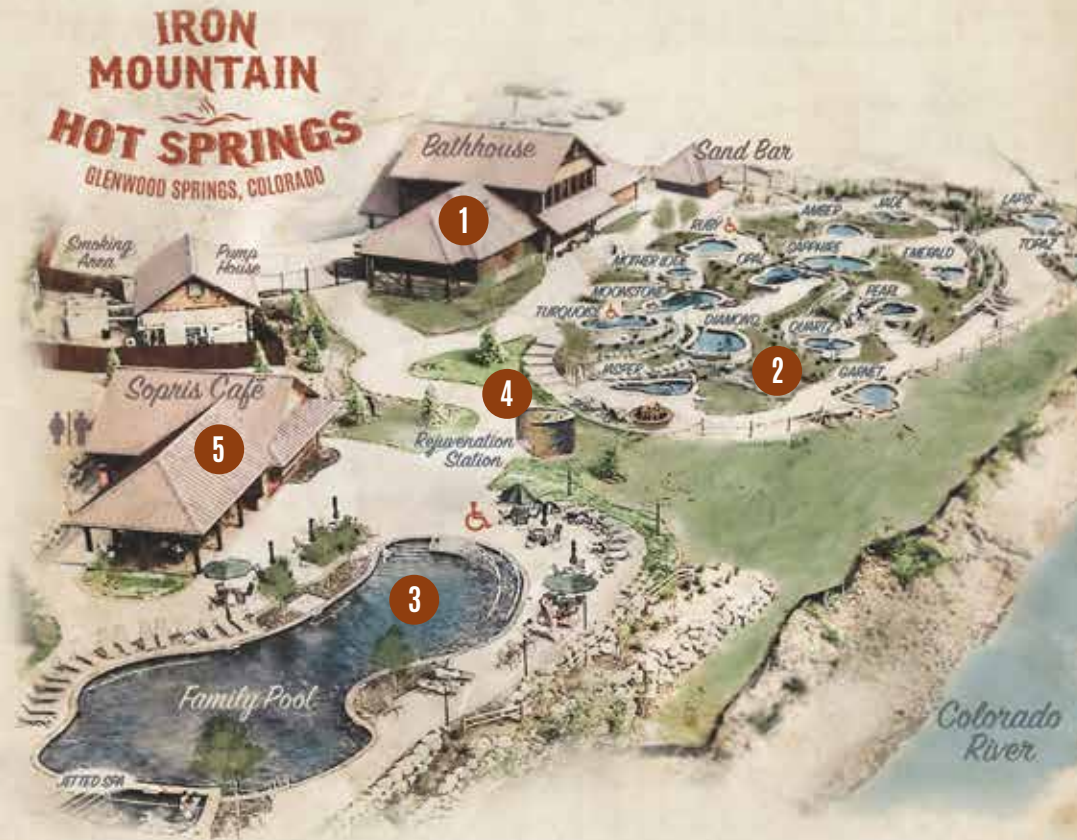 IRON
MOUNTAIN
HOT SPRINGS
GLENWOOD SPRINGS, COLORADO
Bathhouse
Sand Bar
1
Smoking
Area
Pump
House
RUBY
AMBER
JADE
LAPIS
TOPAZ
MOTHER LODE
OPAL
SAPPHIRE
EMERALD
MOONSTONE
PEARL
TURQUOISE
DIAMOND
QUARTZ
JASPER
2
GARNET
4
Sopris Café
Rejuvenation
Station
5
3
Family Pool
JETTED SPA
Colorado
River